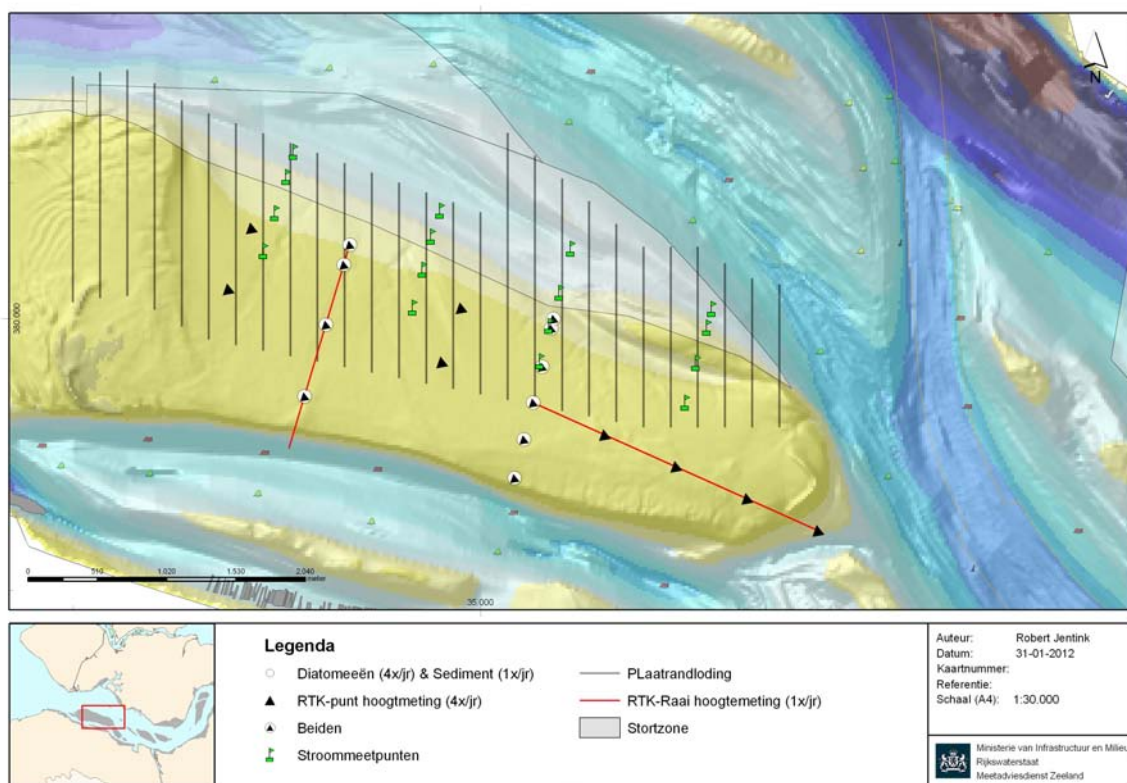 N
380.000
0 510 1.020 1.530 2.040
meter
35.000
Legenda
Diatomeeën (4x/jr) & Sediment (1x/jr)
RTK-punt hoogtmeting (4x/jr)
Beiden
Stroommeetpunten
PLaatrandloding
RTK-Raai hoogtemeting (1x/jr)
Stortzone
Auteur: Robert Jentink
Datum: 31-01-2012
Kaartnummer:
Referentie:
Schaal (A4): 1:30.000
Ministerie van Infrastructuur en Milieu
Rijkswaterstaat
Meetadviesdienst Zeeland